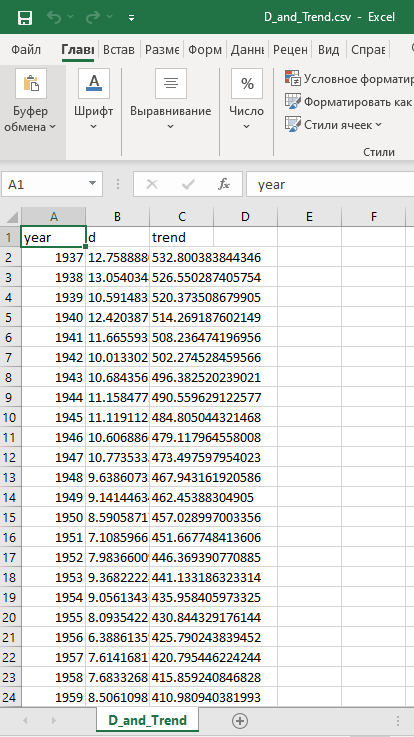 D_and_Trend.csv - Excel
Файл Главн Встав Разме Форм Даннь Рецен Вид Справ
Буфер обмена
Шрифт
Выравнивание
Число
Условное форматир
Форматировать как
Стили ячеек
Стили
A1 fx year
A B C D E F
1 year d trend
2 1937 12.758888 532.800383844346
3 1938 13.054034 526.550287405754
4 1939 10.591483 520.373508679905
5 1940 12.420387 514.269187602149
6 1941 11.665593 508.236474196956
7 1942 10.013302 502.274528459566
8 1943 10.684356 496.382520239021
9 1944 11.158477 490.559629122577
10 1945 11.119112 484.805044321468
11 1946 10.606886 479.117964558008
12 1947 10.773533 473.497597954023
13 1948 9.6386073 467.943161920586
14 1949 9.1414463 462.45388304905
15 1950 8.5905871 457.028997003356
16 1951 7.1085966 451.667748413606
17 1952 7.9836600 446.369390770885
18 1953 9.3682222 441.133186323314
19 1954 9.0561343 435.958405973325
20 1955 8.0935422 430.844329176144
21 1956 6.3886135 425.790243839452
22 1957 7.6141681 420.795446224244
23 1958 7.6833268 415.859240846828
24 1959 8.5061098 410.980940381993
D_and_Trend